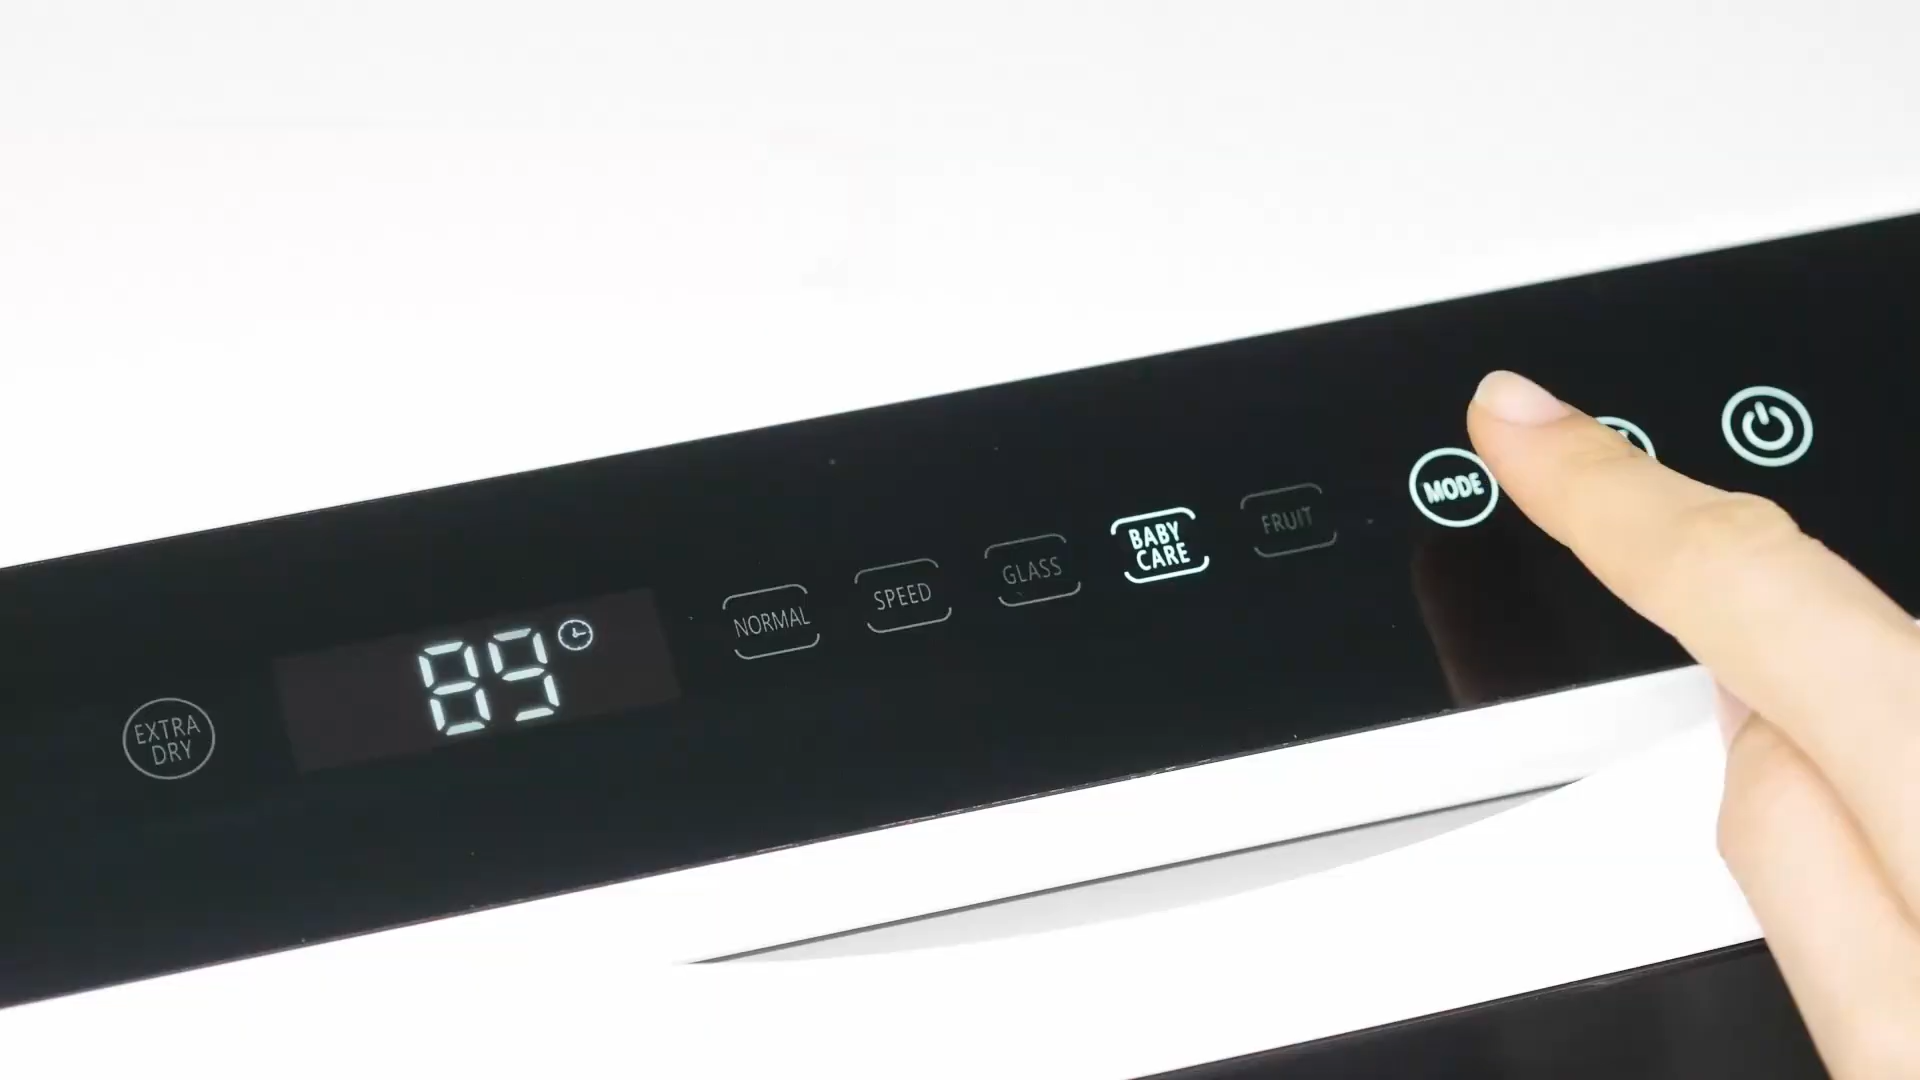 EXTRA
DRY
89
NORMAL
SPEED
GLASS
BABY
CARE
FRUIT
MODE